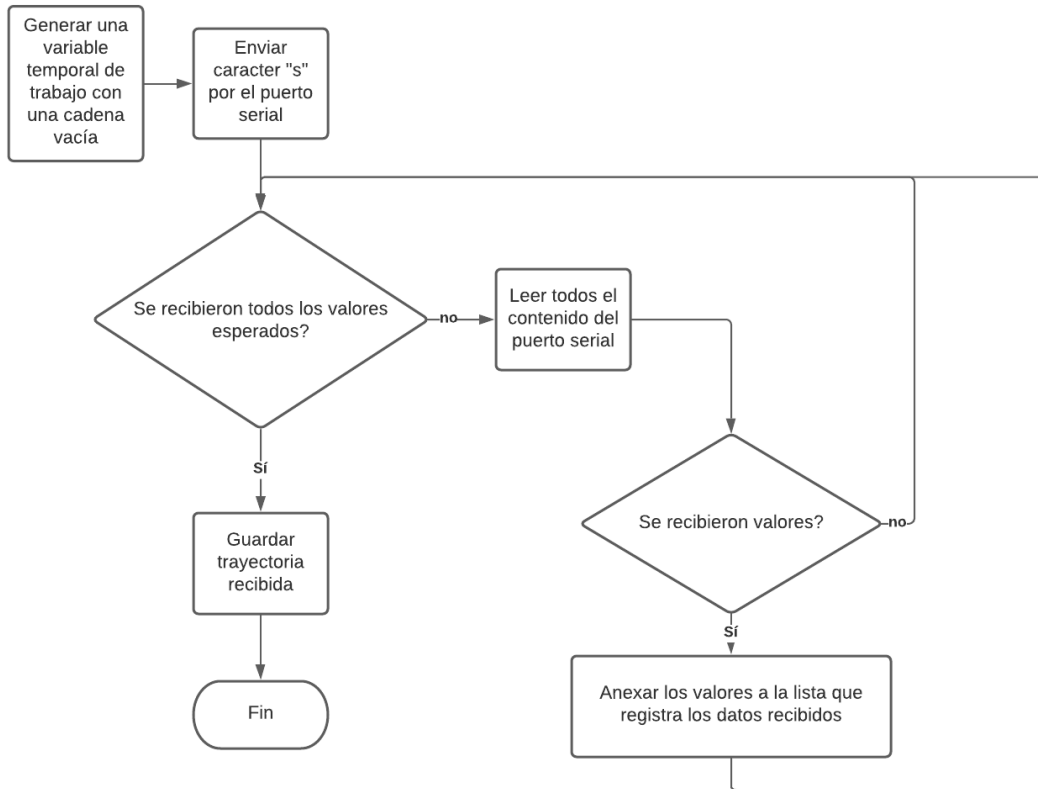 Generar una
variable
temporal de
trabajo con
una cadena
vacía
Enviar
caracter "s"
por el puerto
serial
Se recibieron todos los valores
esperados?
no
Leer todos el
contenido del
puerto serial
Sí
Guardar
trayectoria
recibida
Fin
Se recibieron valores?
no
Sí
Anexar los valores a la lista que
registra los datos recibidos